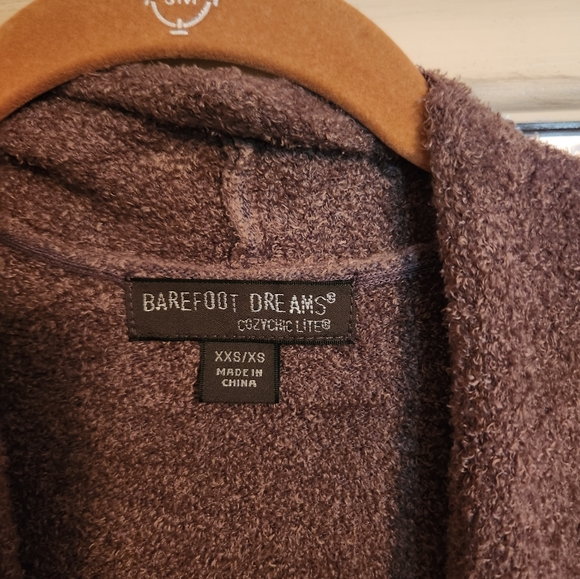 BAREFOOT DREAMS®
COZYCHIC LITE®
XXS/XS
MADE IN
CHINA